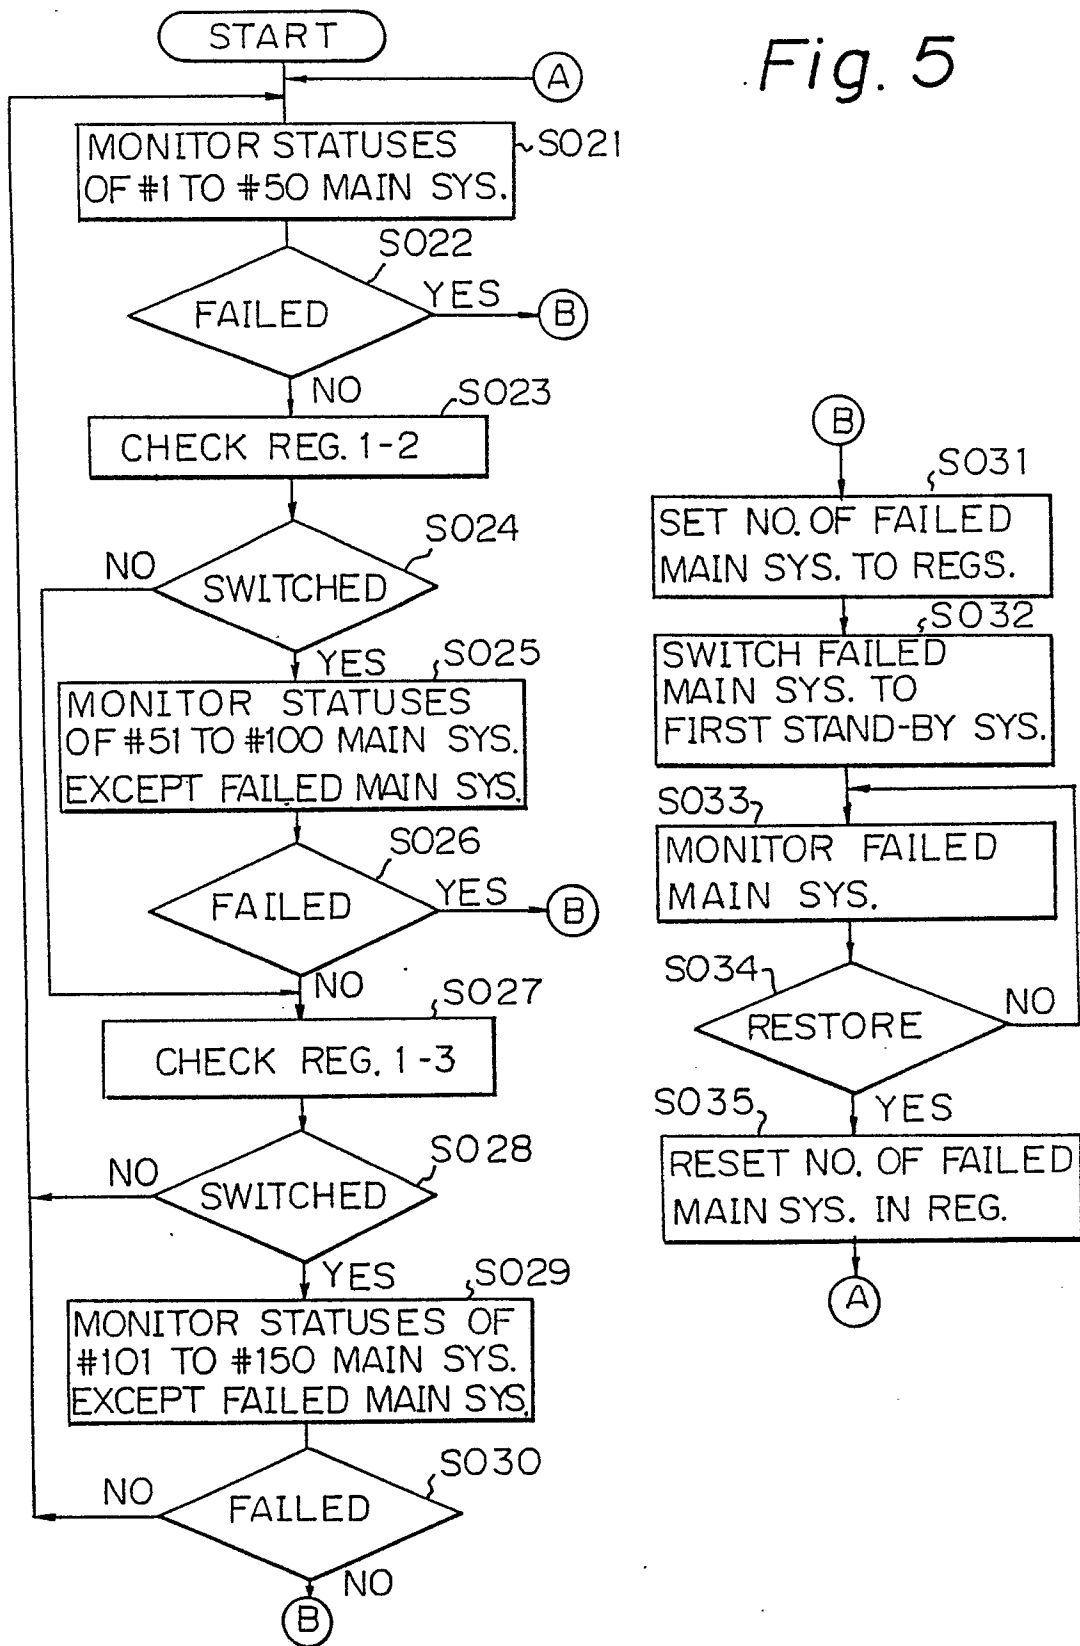 Fig. 5
START
A
MONITOR STATUSES
OF #1 TO #50 MAIN SYS.
S021
S022
FAILED
YES
B
NO
S023
CHECK REG. 1-2
S024
NO
SWITCHED
YES
S025
MONITOR STATUSES
OF #51 TO #100 MAIN SYS.
EXCEPT FAILED MAIN SYS.
S026
FAILED
YES
B
NO
S027
CHECK REG. 1-3
S028
NO
SWITCHED
YES
S029
MONITOR STATUSES OF
#101 TO #150 MAIN SYS.
EXCEPT FAILED MAIN SYS.
S030
NO
FAILED
NO
B
B
S031
SET NO. OF FAILED
MAIN SYS. TO REGS.
S032
SWITCH FAILED
MAIN SYS. TO
FIRST STAND-BY SYS.
S033
MONITOR FAILED
MAIN SYS.
S034
RESTORE
NO
S035
YES
RESET NO. OF FAILED
MAIN SYS. IN REG.
A